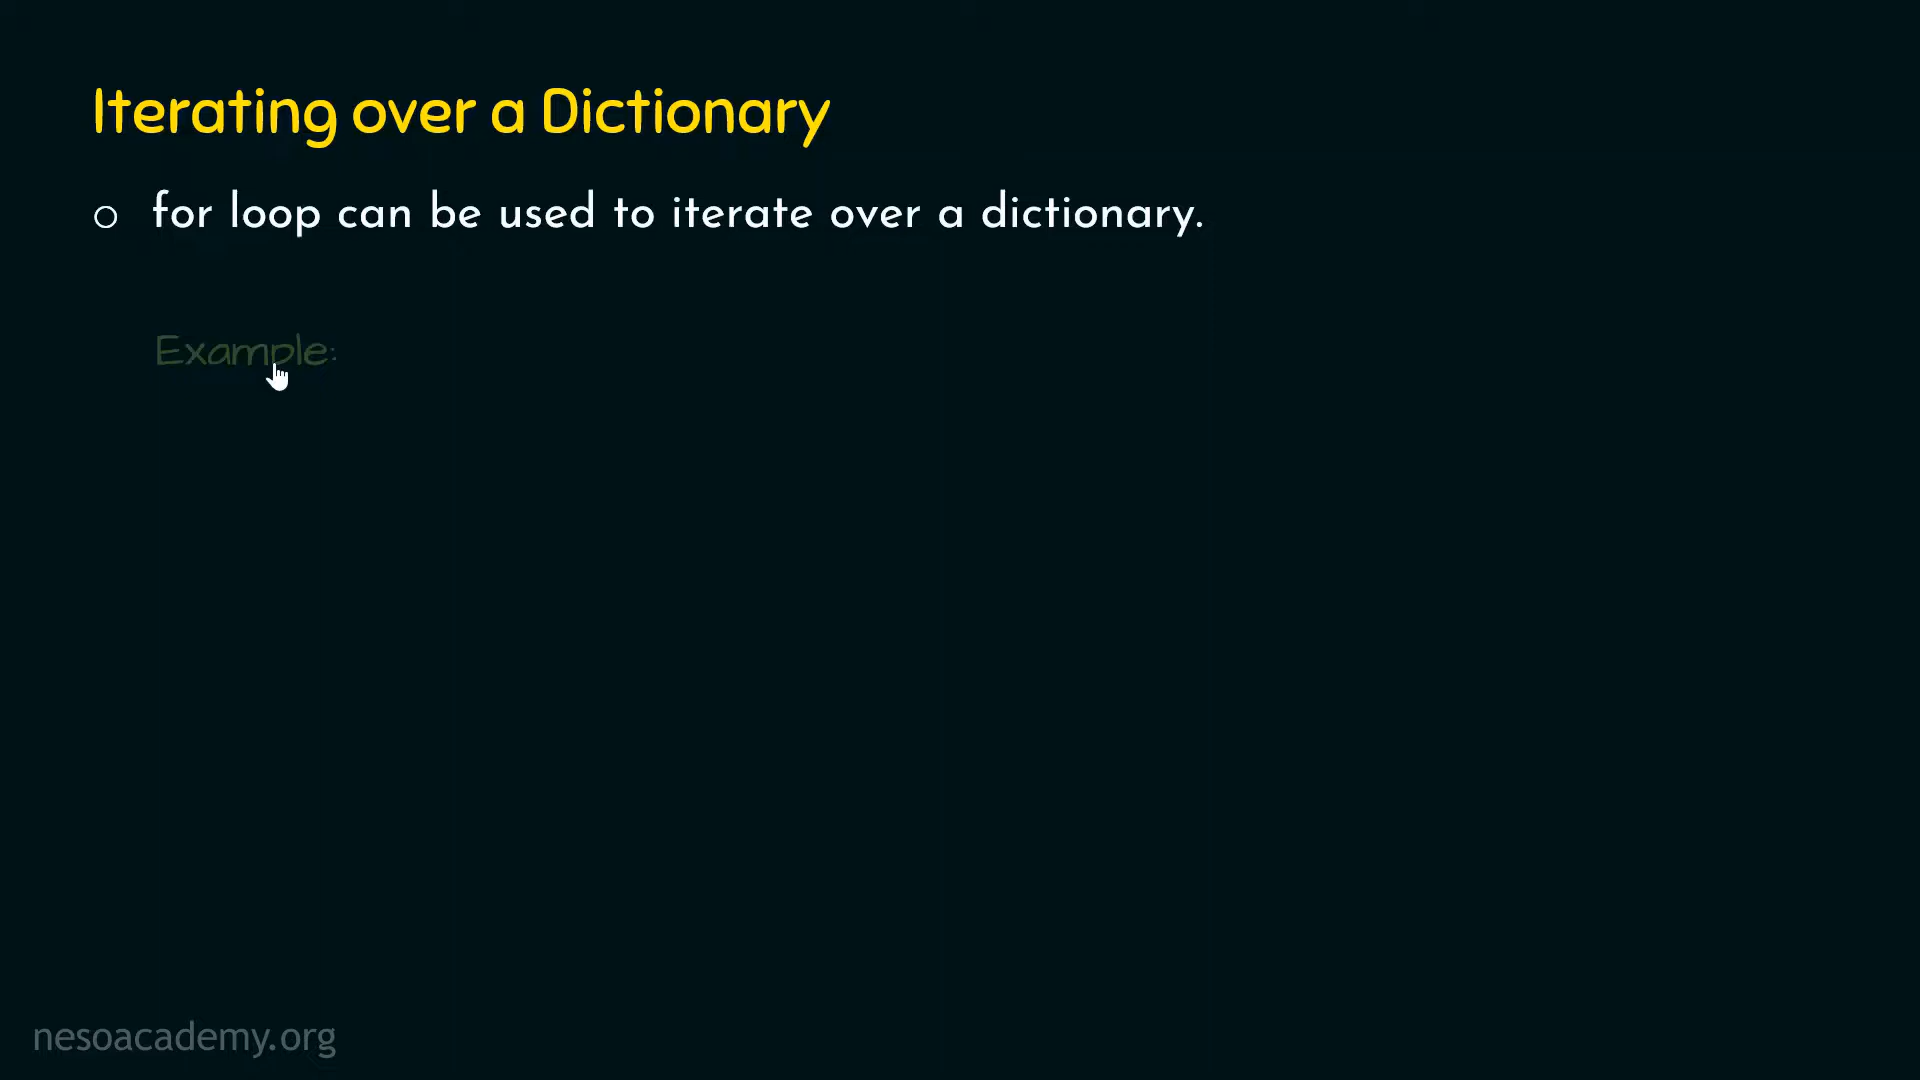 Iterating over a Dictionary
○ for loop can be used to iterate over a dictionary.
Example:
nesoacademy.org